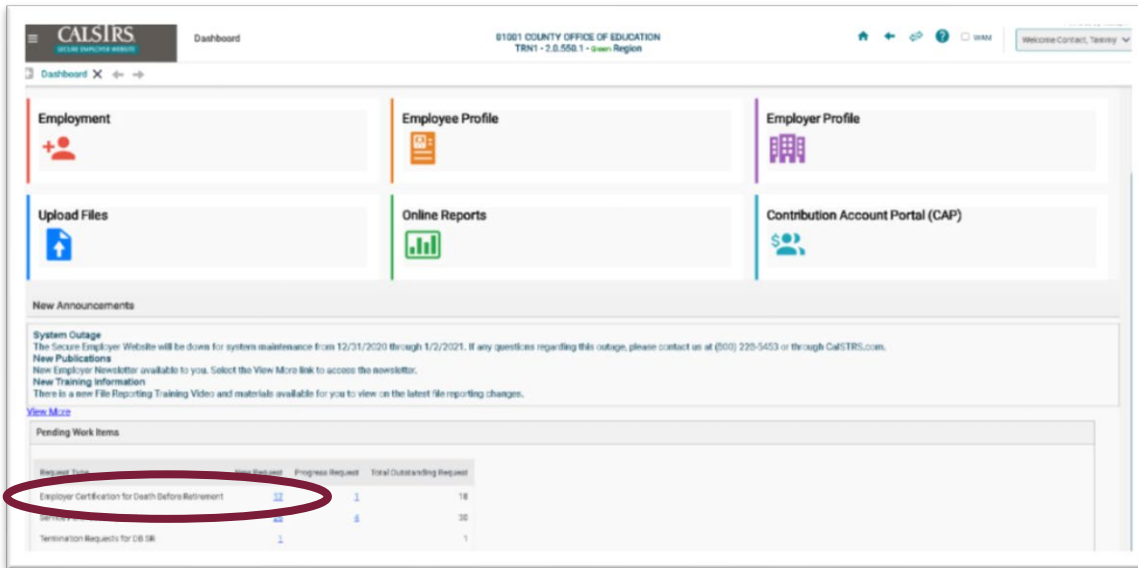 CALSTRS
SECURE EMPLOYER WEBSITE
Dashboard
01001 COUNTY OFFICE OF EDUCATION
TRN1 - 2.0.550.1 - Green Region
Welcome Contact, Tammy
Dashboard
Employment
Employee Profile
Employer Profile
Upload Files
Online Reports
Contribution Account Portal (CAP)
New Announcements
System Outage
The Secure Employer Website will be down for system maintenance from 12/31/2020 through 1/2/2021. If any questions regarding this outage, please contact us at (800) 228-5453 or through CalSTRS.com.
New Publications
New Employer Newsletter available to you. Select the View More link to access the newsletter.
New Training Information
There is a new File Reporting Training Video and materials available for you to view on the latest file reporting changes.
View More
Pending Work Items
Request Type New Request Progress Request Total Outstanding Request
Employer Certification for Death Before Retirement 1 18
4 30
Termination Requests for DB SR 1 1